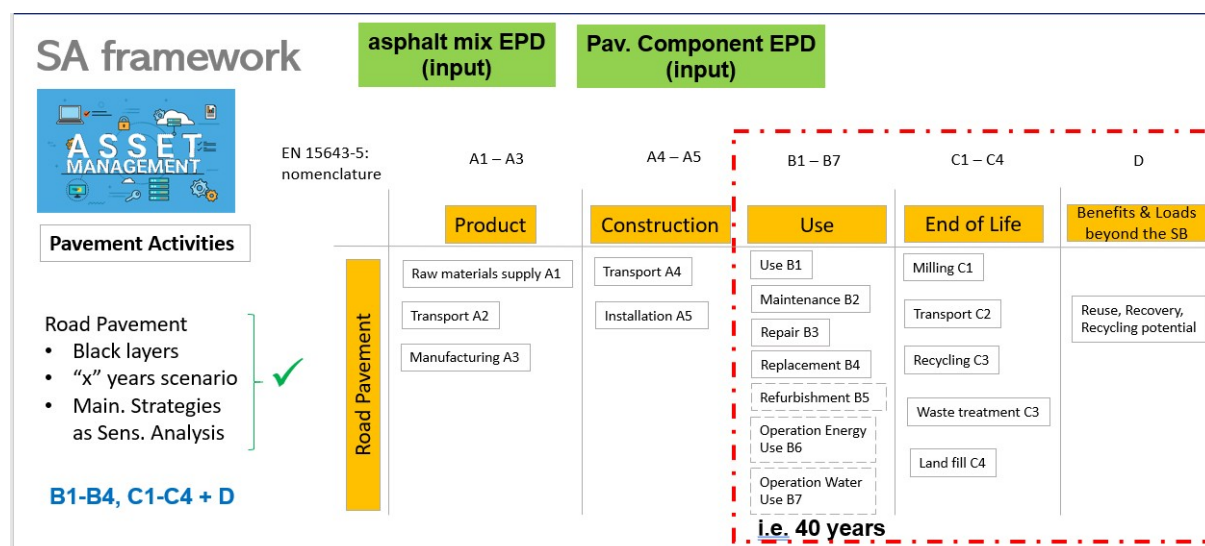 SA framework
asphalt mix EPD
(input)
Pav. Component EPD
(input)
ASSET
MANAGEMENT
Pavement Activities
EN 15643-5:
nomenclature
A1 – A3
A4 – A5
B1 – B7
C1 – C4
D
Product
Construction
Use
End of Life
Benefits & Loads
beyond the SB
Road Pavement
• Black layers
• “x” years scenario
• Main. Strategies
as Sens. Analysis
B1-B4, C1-C4 + D
Road Pavement
Raw materials supply A1
Transport A2
Manufacturing A3
Transport A4
Installation A5
Use B1
Maintenance B2
Repair B3
Replacement B4
Refurbishment B5
Operation Energy
Use B6
Operation Water
Use B7
i.e. 40 years
Milling C1
Transport C2
Recycling C3
Waste treatment C3
Land fill C4
Reuse, Recovery,
Recycling potential